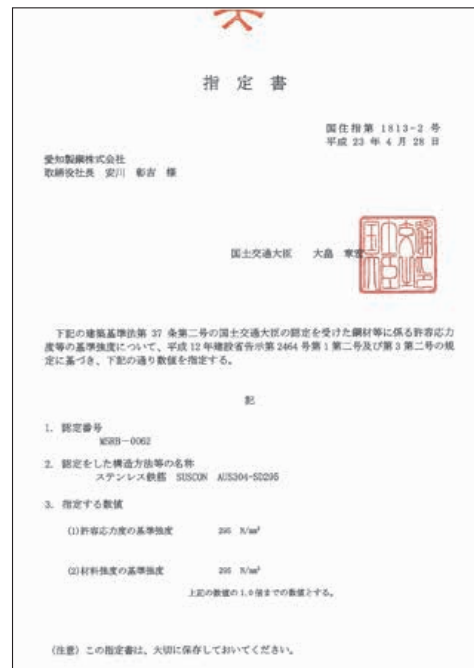 指定書
国住指第 1813-2 号
平成 23 年 4 月 28 日
愛知製鋼株式会社
取締役社長 安川 彰吉 様
国土交通大臣 大畠 章宏
下記の建築基準法第 37 条第二号の国土交通大臣の認定を受けた鋼材等に係る許容応力
度等の基準強度について、平成 12 年建設省告示第 2464 号第 1 第二号及び第 3 第二号の規
定に基づき、下記の通り数値を指定する。
記
1. 認定番号
MSRB-0062
2. 認定をした構造方法等の名称
ステンレス鉄筋 SUSCON AUS304-SD295
3. 指定する数値
(1)許容応力度の基準強度 295 N/mm²
(2)材料強度の基準強度 295 N/mm²
上記の数値の1.0倍までの数値とする。
(注意) この指定書は、大切に保存しておいてください。